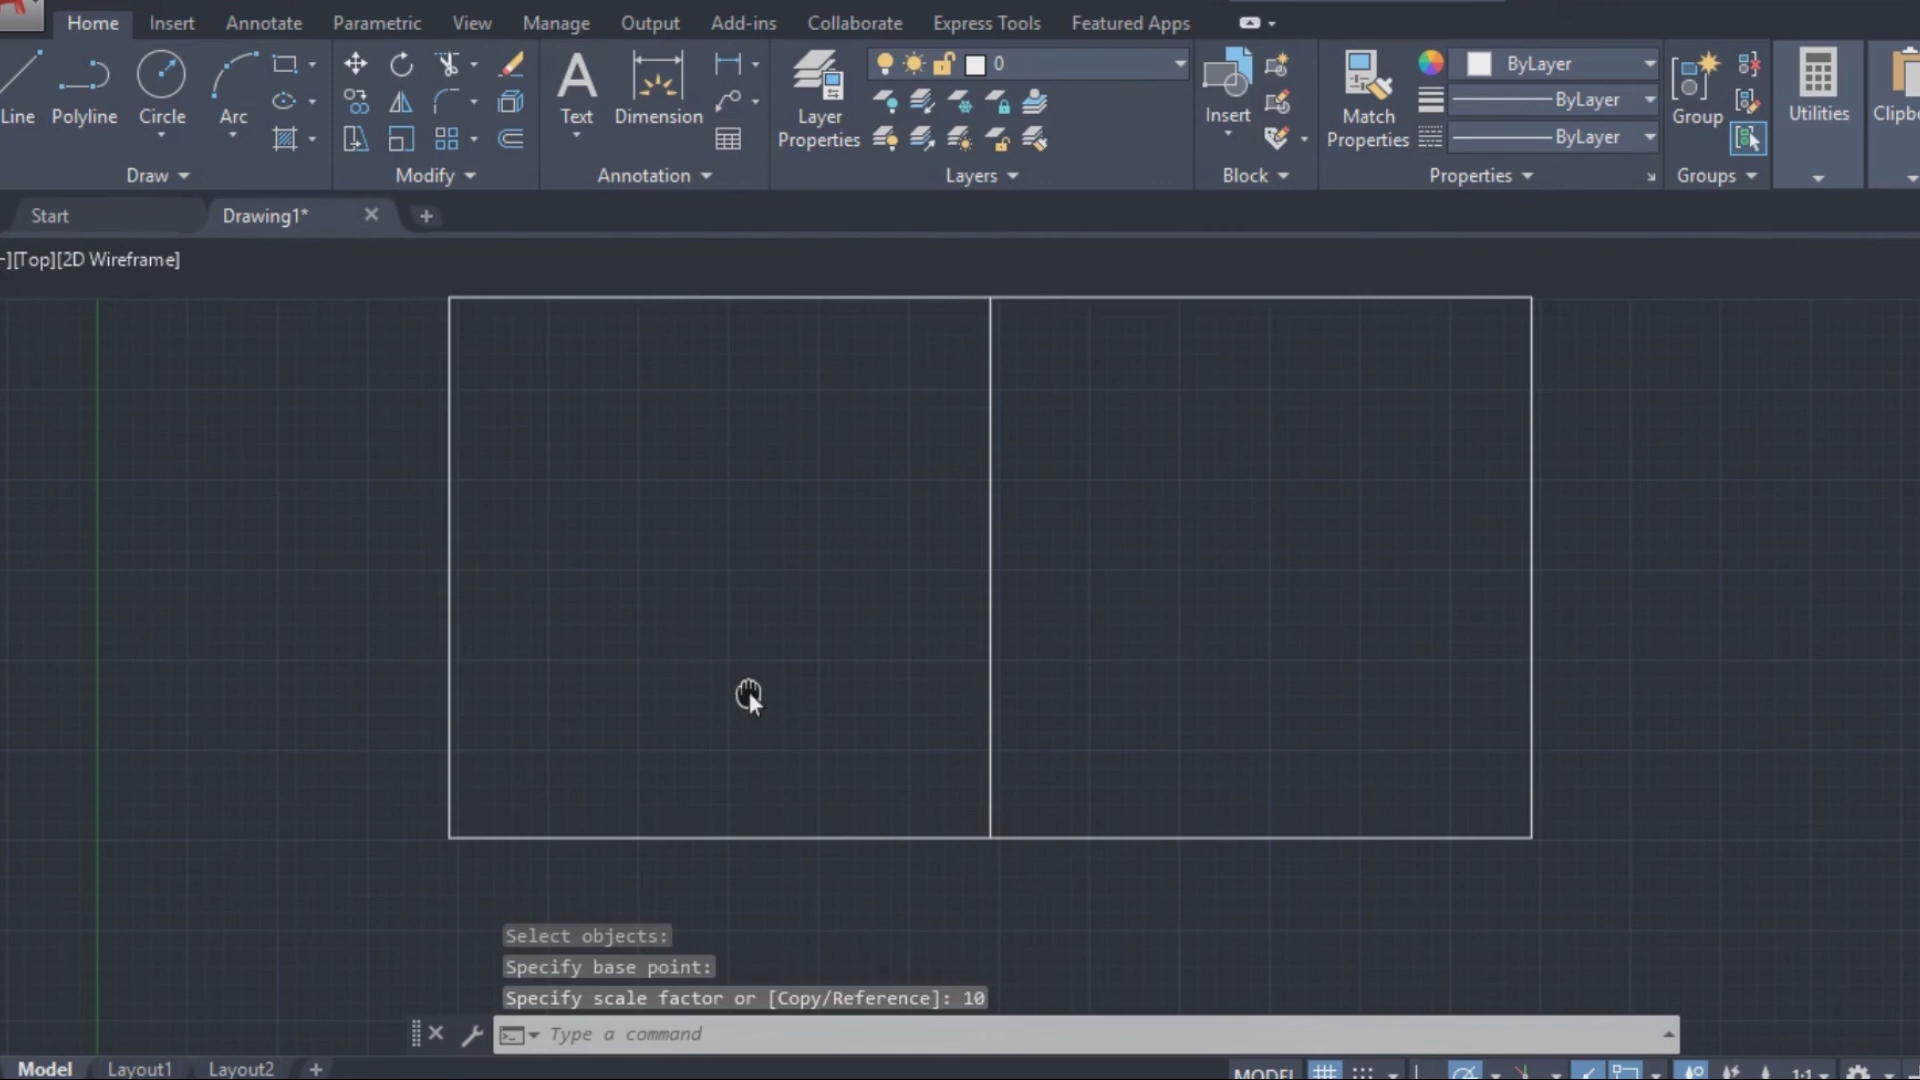 Home Insert Annotate Parametric View Manage Output Add-ins Collaborate Express Tools Featured Apps
Line Polyline Circle Arc
Text Dimension
Layer Properties
0
Insert
Match Properties
ByLayer
ByLayer
ByLayer
Group
Utilities
Draw Modify Annotation Layers Block Properties Groups
Start Drawing1*
][Top][2D Wireframe]
Select objects:
Specify base point:
Specify scale factor or [Copy/Reference]: 10
Type a command
Model Layout1 Layout2
MODEL 1:1